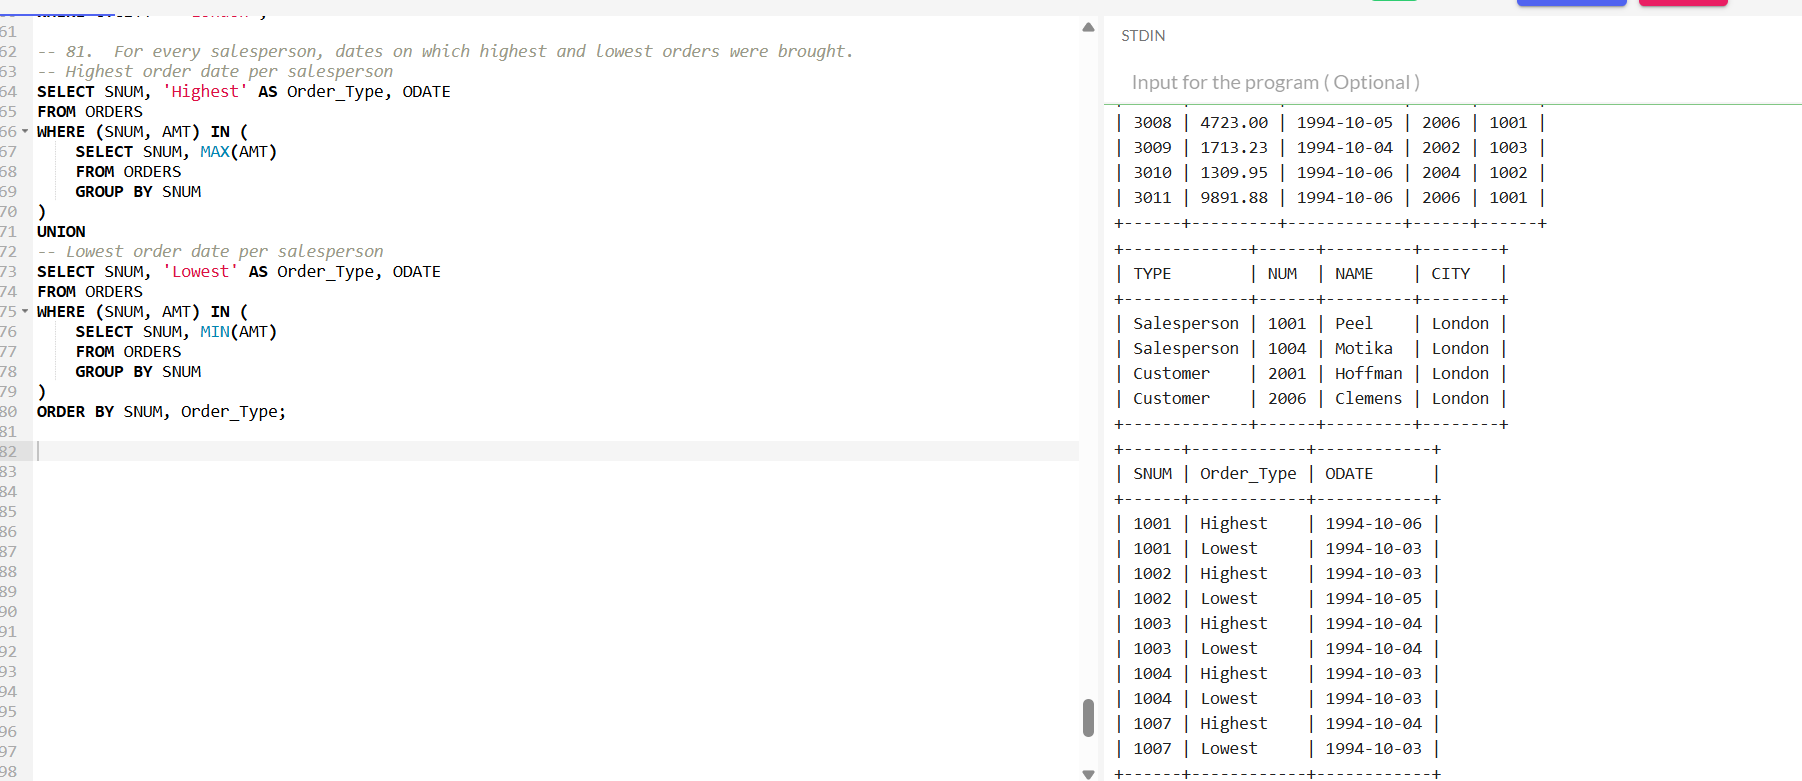 61
62 -- 81.  For every salesperson, dates on which highest and lowest orders were brought.
63 -- Highest order date per salesperson
64 SELECT SNUM, 'Highest' AS Order_Type, ODATE
65 FROM ORDERS
66 WHERE (SNUM, AMT) IN (
67     SELECT SNUM, MAX(AMT)
68     FROM ORDERS
69     GROUP BY SNUM
70 )
71 UNION
72 -- Lowest order date per salesperson
73 SELECT SNUM, 'Lowest' AS Order_Type, ODATE
74 FROM ORDERS
75 WHERE (SNUM, AMT) IN (
76     SELECT SNUM, MIN(AMT)
77     FROM ORDERS
78     GROUP BY SNUM
79 )
80 ORDER BY SNUM, Order_Type;
81
82
83
84
85
86
87
88
89
90
91
92
93
94
95
96
97
98
STDIN
Input for the program ( Optional )
| 3008 | 4723.00 | 1994-10-05 | 2006 | 1001 |
| 3009 | 1713.23 | 1994-10-04 | 2002 | 1003 |
| 3010 | 1309.95 | 1994-10-06 | 2004 | 1002 |
| 3011 | 9891.88 | 1994-10-06 | 2006 | 1001 |
+------+---------+------------+------+------+
+-------------+------+---------+--------+
| TYPE        | NUM  | NAME    | CITY   |
+-------------+------+---------+--------+
| Salesperson | 1001 | Peel    | London |
| Salesperson | 1004 | Motika  | London |
| Customer    | 2001 | Hoffman | London |
| Customer    | 2006 | Clemens | London |
+-------------+------+---------+--------+
+------+------------+------------+
| SNUM | Order_Type | ODATE      |
+------+------------+------------+
| 1001 | Highest    | 1994-10-06 |
| 1001 | Lowest     | 1994-10-03 |
| 1002 | Highest    | 1994-10-03 |
| 1002 | Lowest     | 1994-10-05 |
| 1003 | Highest    | 1994-10-04 |
| 1003 | Lowest     | 1994-10-04 |
| 1004 | Highest    | 1994-10-03 |
| 1004 | Lowest     | 1994-10-03 |
| 1007 | Highest    | 1994-10-04 |
| 1007 | Lowest     | 1994-10-03 |
+------+------------+------------+